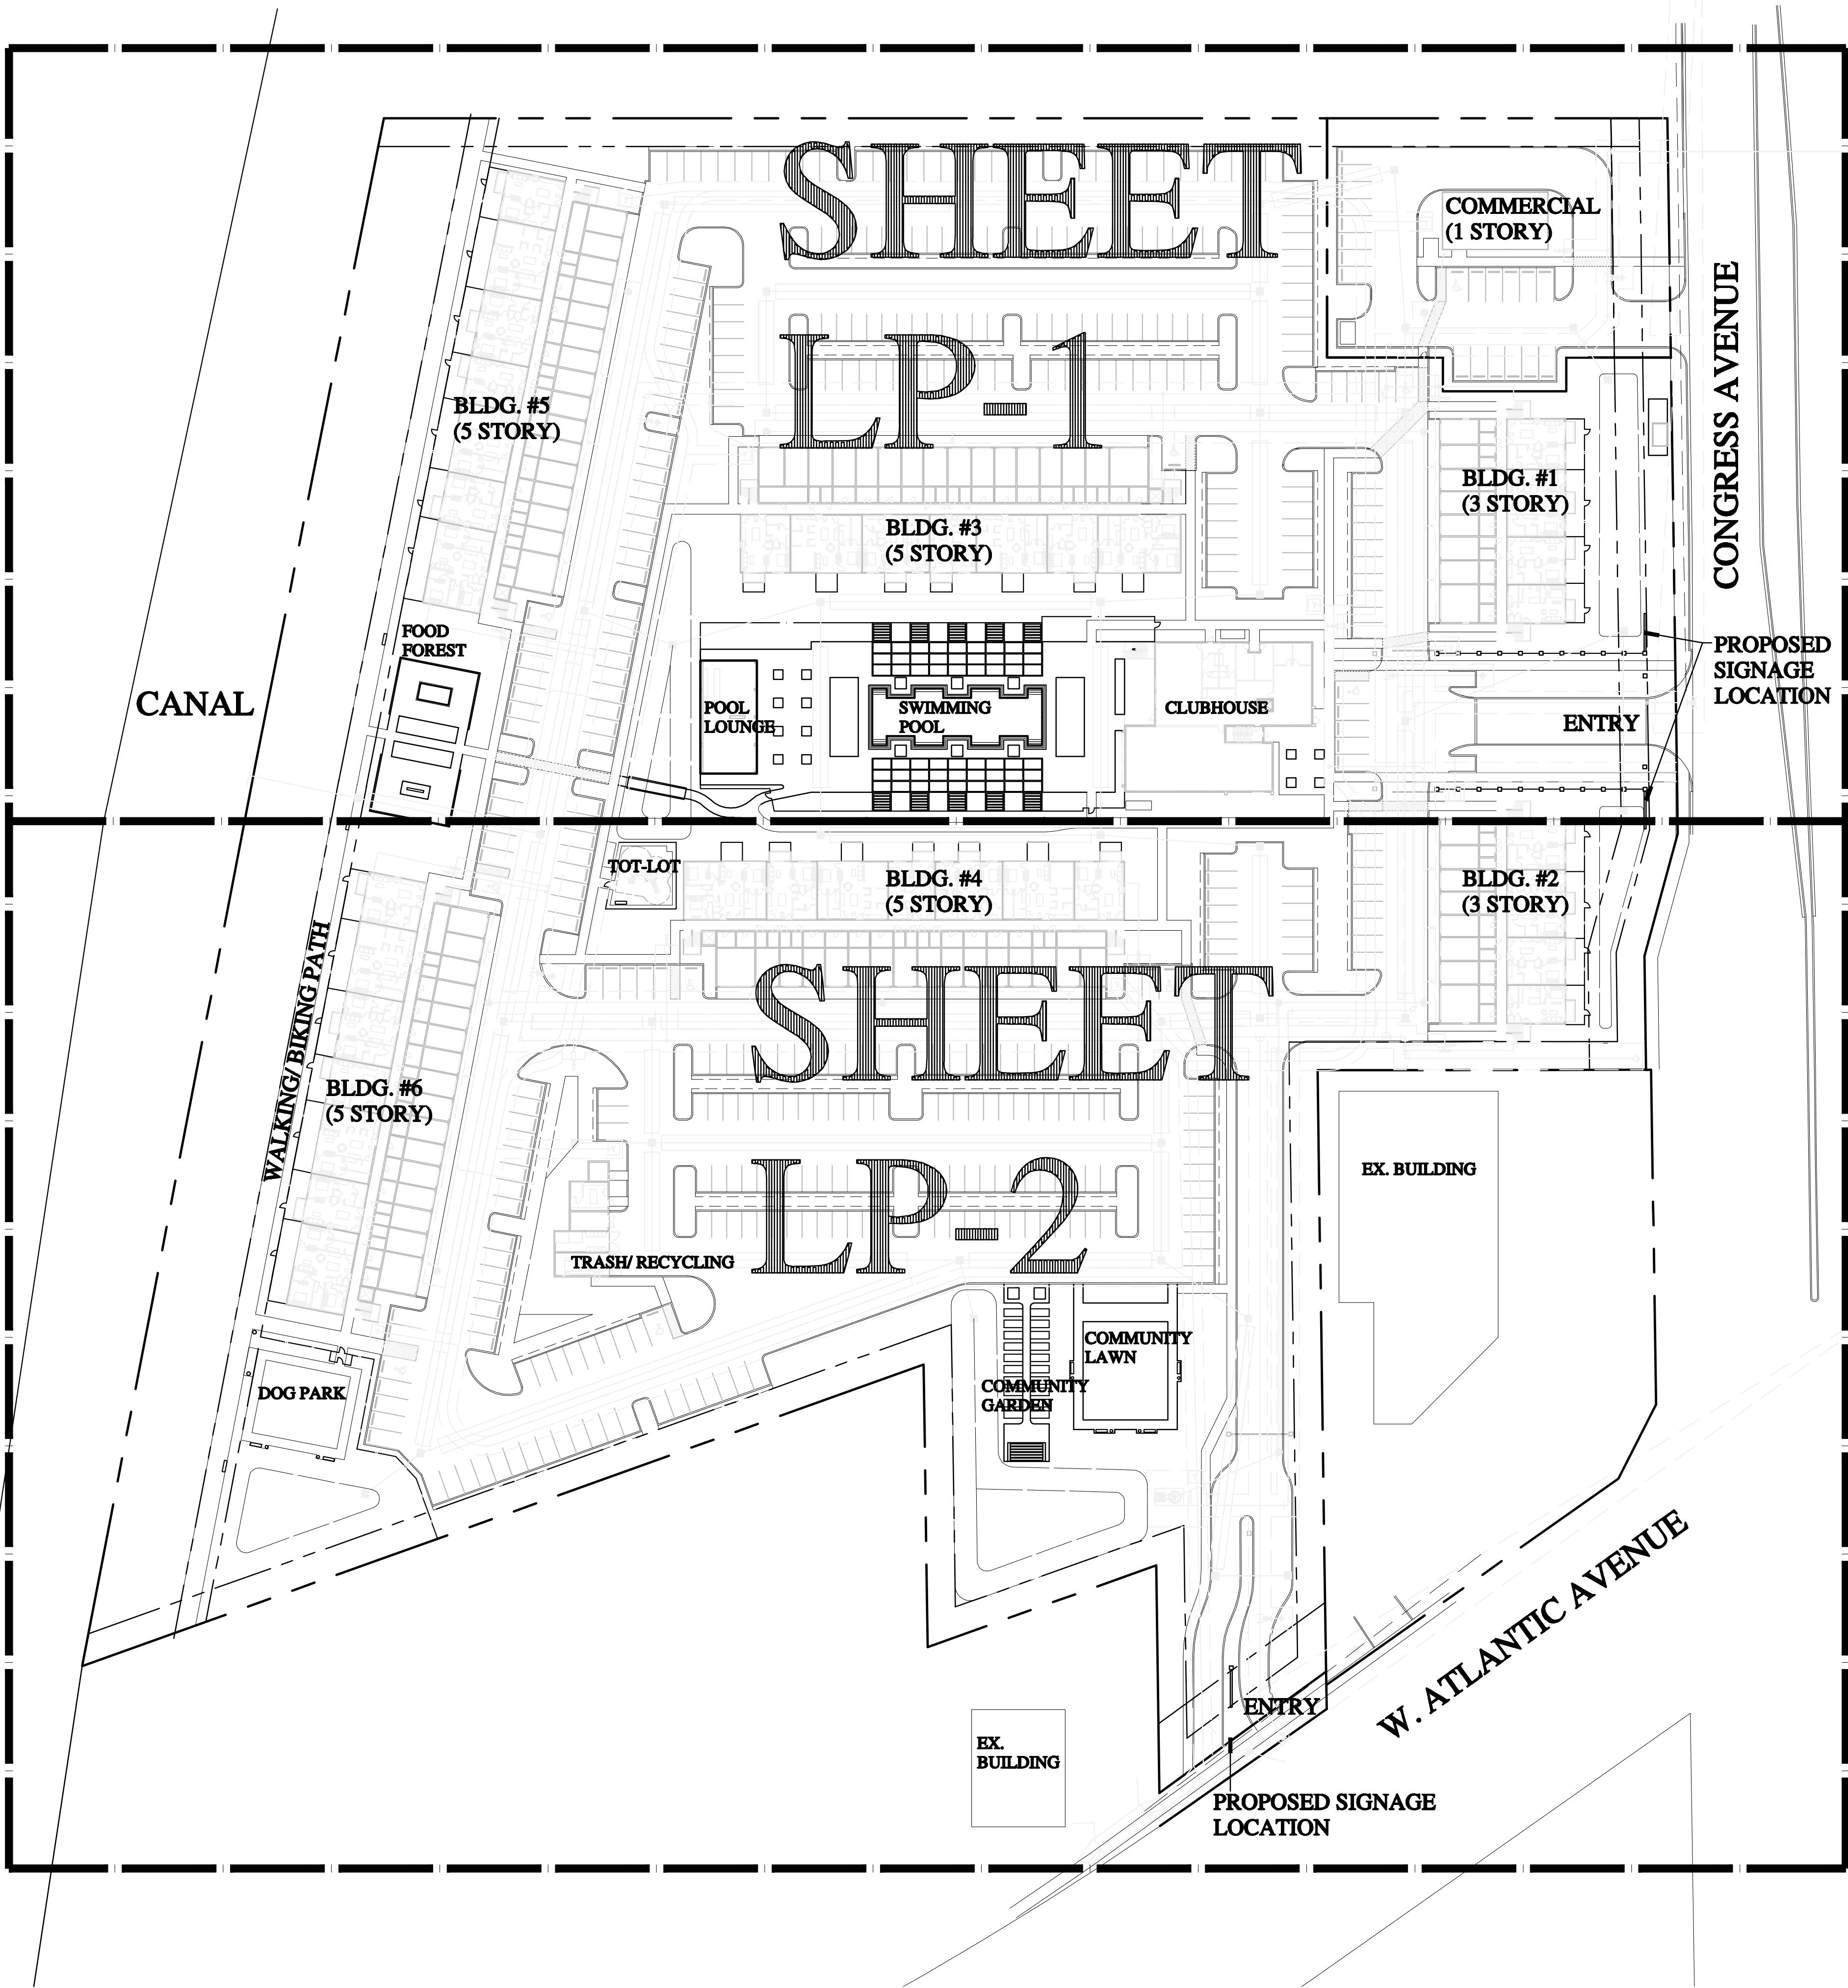 SHEET
LP-1
COMMERCIAL
(1 STORY)
CONGRESS AVENUE
BLDG. #5
(5 STORY)
BLDG. #1
(3 STORY)
BLDG. #3
(5 STORY)
FOOD
FOREST
PROPOSED
SIGNAGE
LOCATION
CANAL
POOL
LOUNGE
SWIMMING
POOL
CLUBHOUSE
ENTRY
TOT-LOT
BLDG. #4
(5 STORY)
BLDG. #2
(3 STORY)
WALKING/ BIKING PATH
SHEET
LP-2
BLDG. #6
(5 STORY)
EX. BUILDING
TRASH/ RECYCLING
COMMUNITY
LAWN
COMMUNITY
GARDEN
DOG PARK
W. ATLANTIC AVENUE
ENTRY
EX.
BUILDING
PROPOSED SIGNAGE
LOCATION